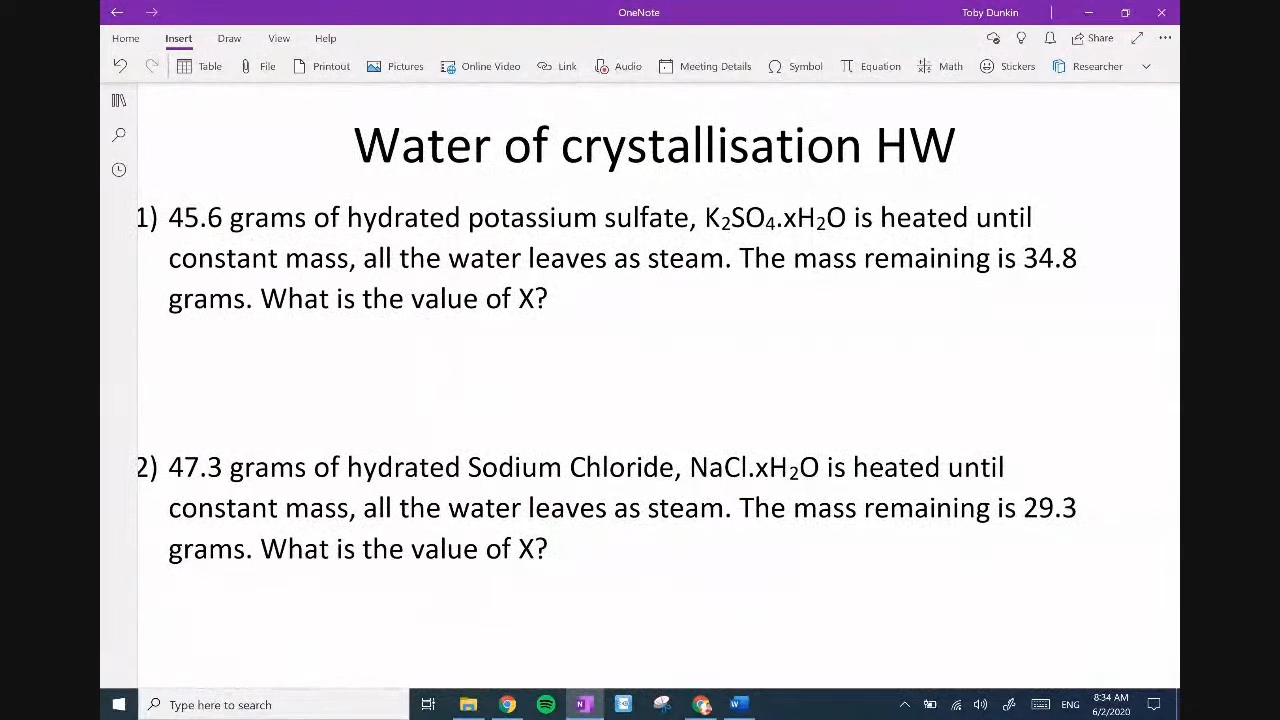 OneNote
Toby Dunkin
Home Insert Draw View Help
Share
Table File Printout Pictures Online Video Link Audio Meeting Details Symbol Equation Math Stickers Researcher
Water of crystallisation HW
1) 45.6 grams of hydrated potassium sulfate, K₂SO₄.xH₂O is heated until
constant mass, all the water leaves as steam. The mass remaining is 34.8
grams. What is the value of X?
2) 47.3 grams of hydrated Sodium Chloride, NaCl.xH₂O is heated until
constant mass, all the water leaves as steam. The mass remaining is 29.3
grams. What is the value of X?
Type here to search
ENG
8:34 AM
6/2/2020